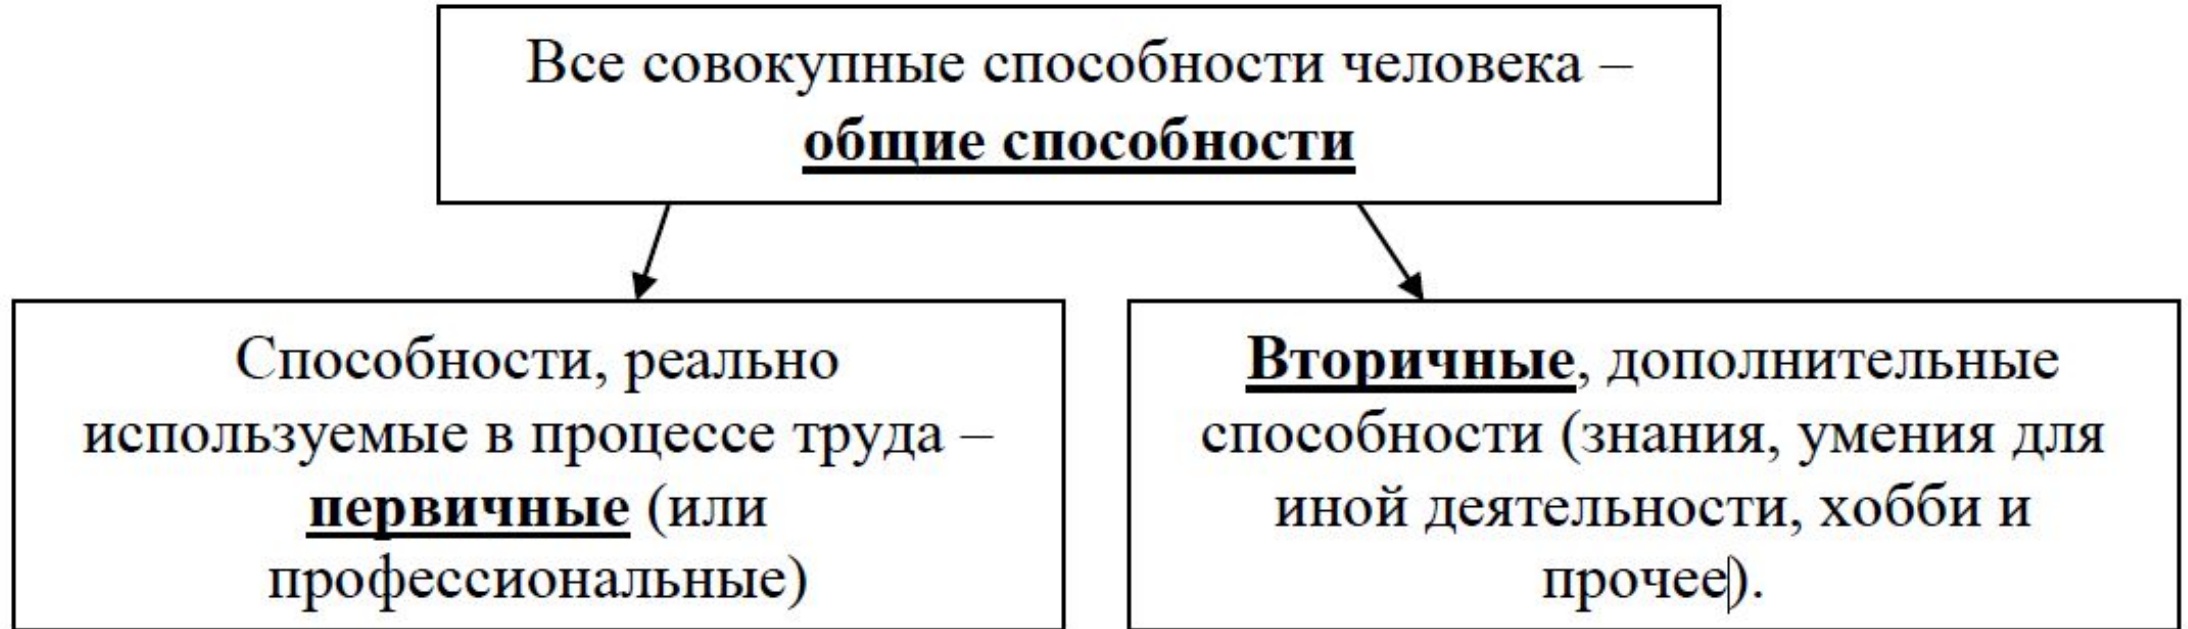 Все совокупные способности человека –
общие способности
Способности, реально
используемые в процессе труда –
первичные (или
профессиональные)
Вторичные, дополнительные
способности (знания, умения для
иной деятельности, хобби и
прочее).